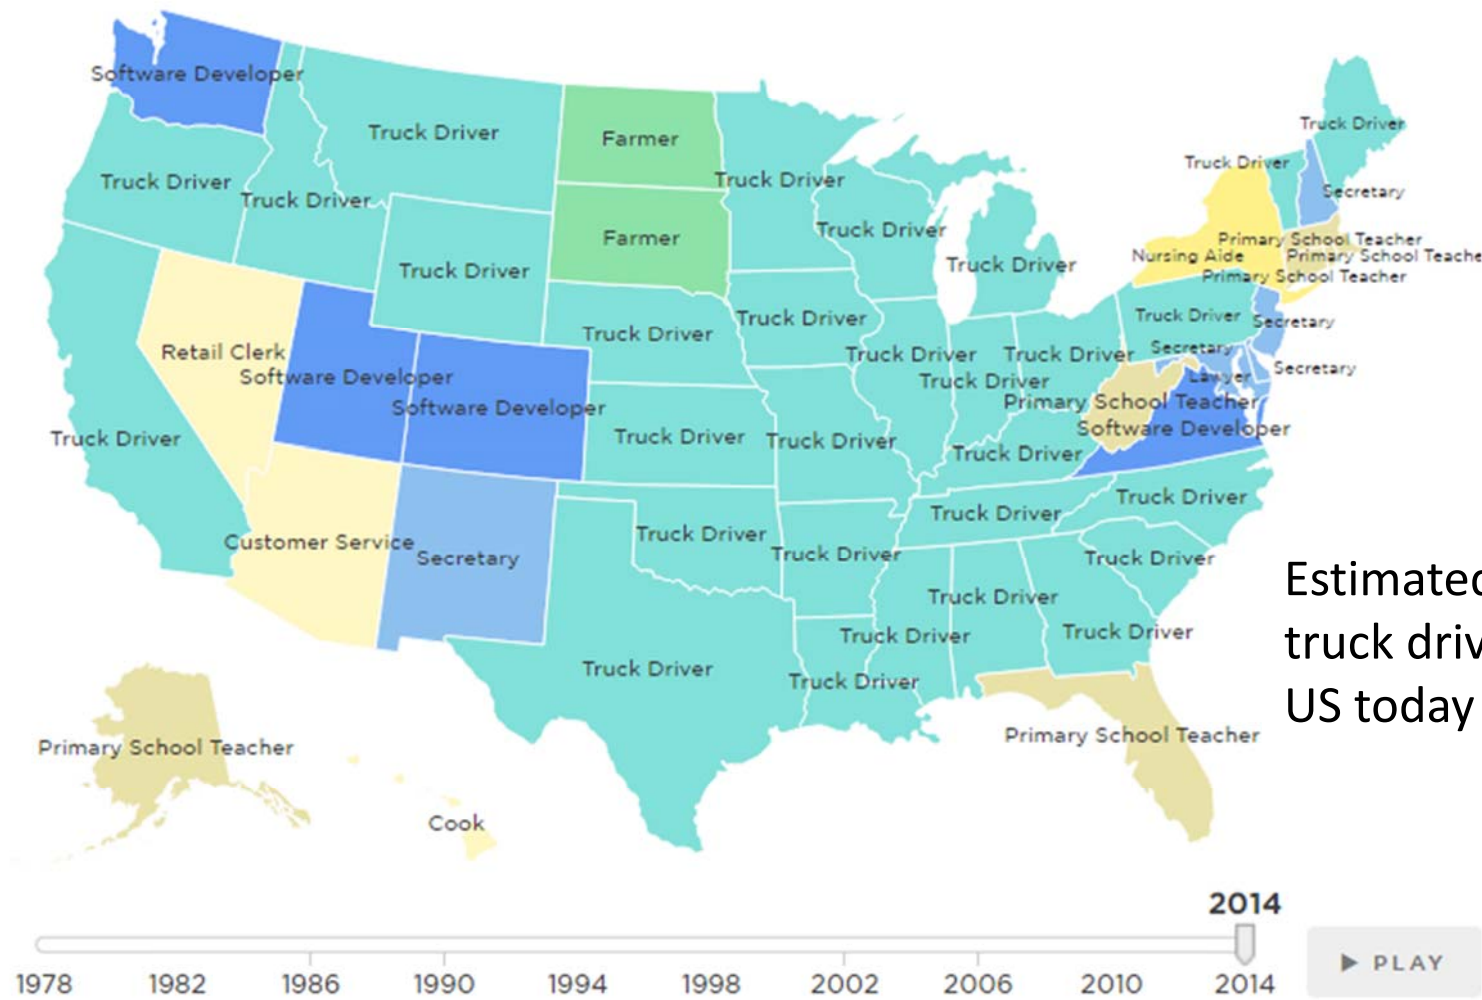 Software Developer
Truck Driver
Truck Driver
Truck Driver
Farmer
Truck Driver
Truck Driver
Truck Driver
Secretary
Farmer
Truck Driver
Truck Driver
Truck Driver
Primary School Teacher
Nursing Aide
Primary School Teache
Primary School Teacher
Truck Driver
Truck Driver
Truck Driver
Secretary
Retail Clerk
Truck Driver
Truck Driver
Secretary
Secretary
Software Developer
Truck Driver
Lawyer
Software Developer
Primary School Teacher
Software Developer
Truck Driver
Truck Driver
Truck Driver
Truck Driver
Truck Driver
Truck Driver
Customer Service
Secretary
Truck Driver
Truck Driver
Truck Driver
Truck Driver
Truck Driver
Truck Driver
Truck Driver
Truck Driver
Estimated
truck driv
US today
Primary School Teacher
Primary School Teacher
Cook
2014
1978 1982 1986 1990 1994 1998 2002 2006 2010 2014
PLAY